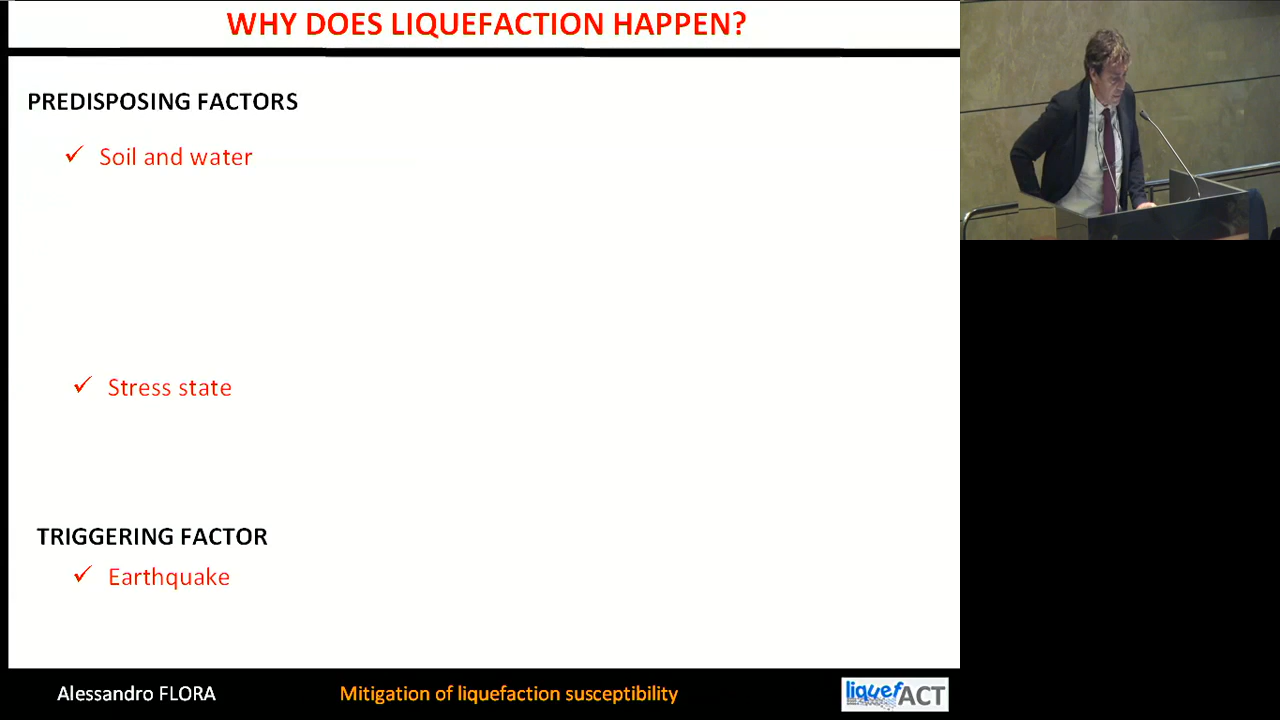 WHY DOES LIQUEFACTION HAPPEN?
PREDISPOSING FACTORS
✓ Soil and water
✓ Stress state
TRIGGERING FACTOR
✓ Earthquake
Alessandro FLORA
Mitigation of liquefaction susceptibility
liquefACT